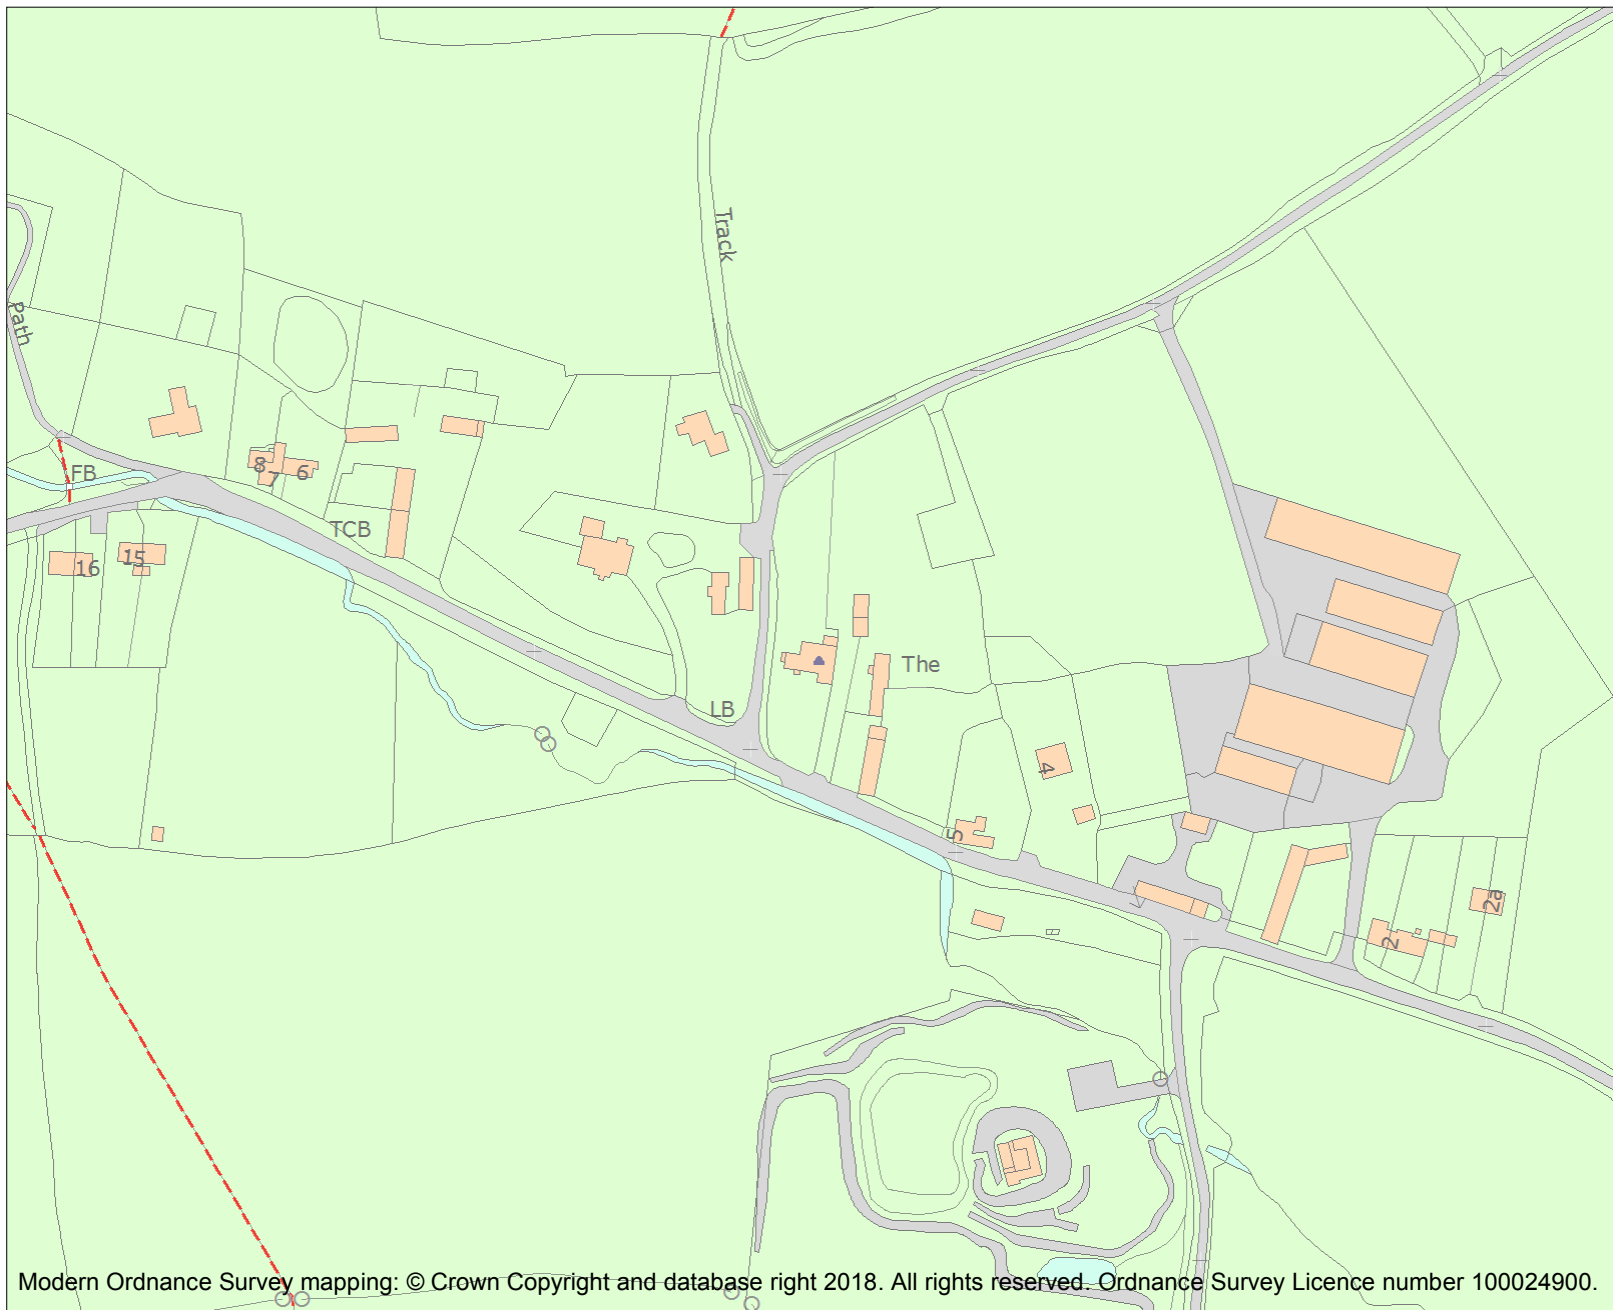 Track
Path
FB
8
7
6
TCB
16
15
The
LB
4
5
2a
2
Modern Ordnance Survey mapping: © Crown Copyright and database right 2018. All rights reserved. Ordnance Survey Licence number 100024900.